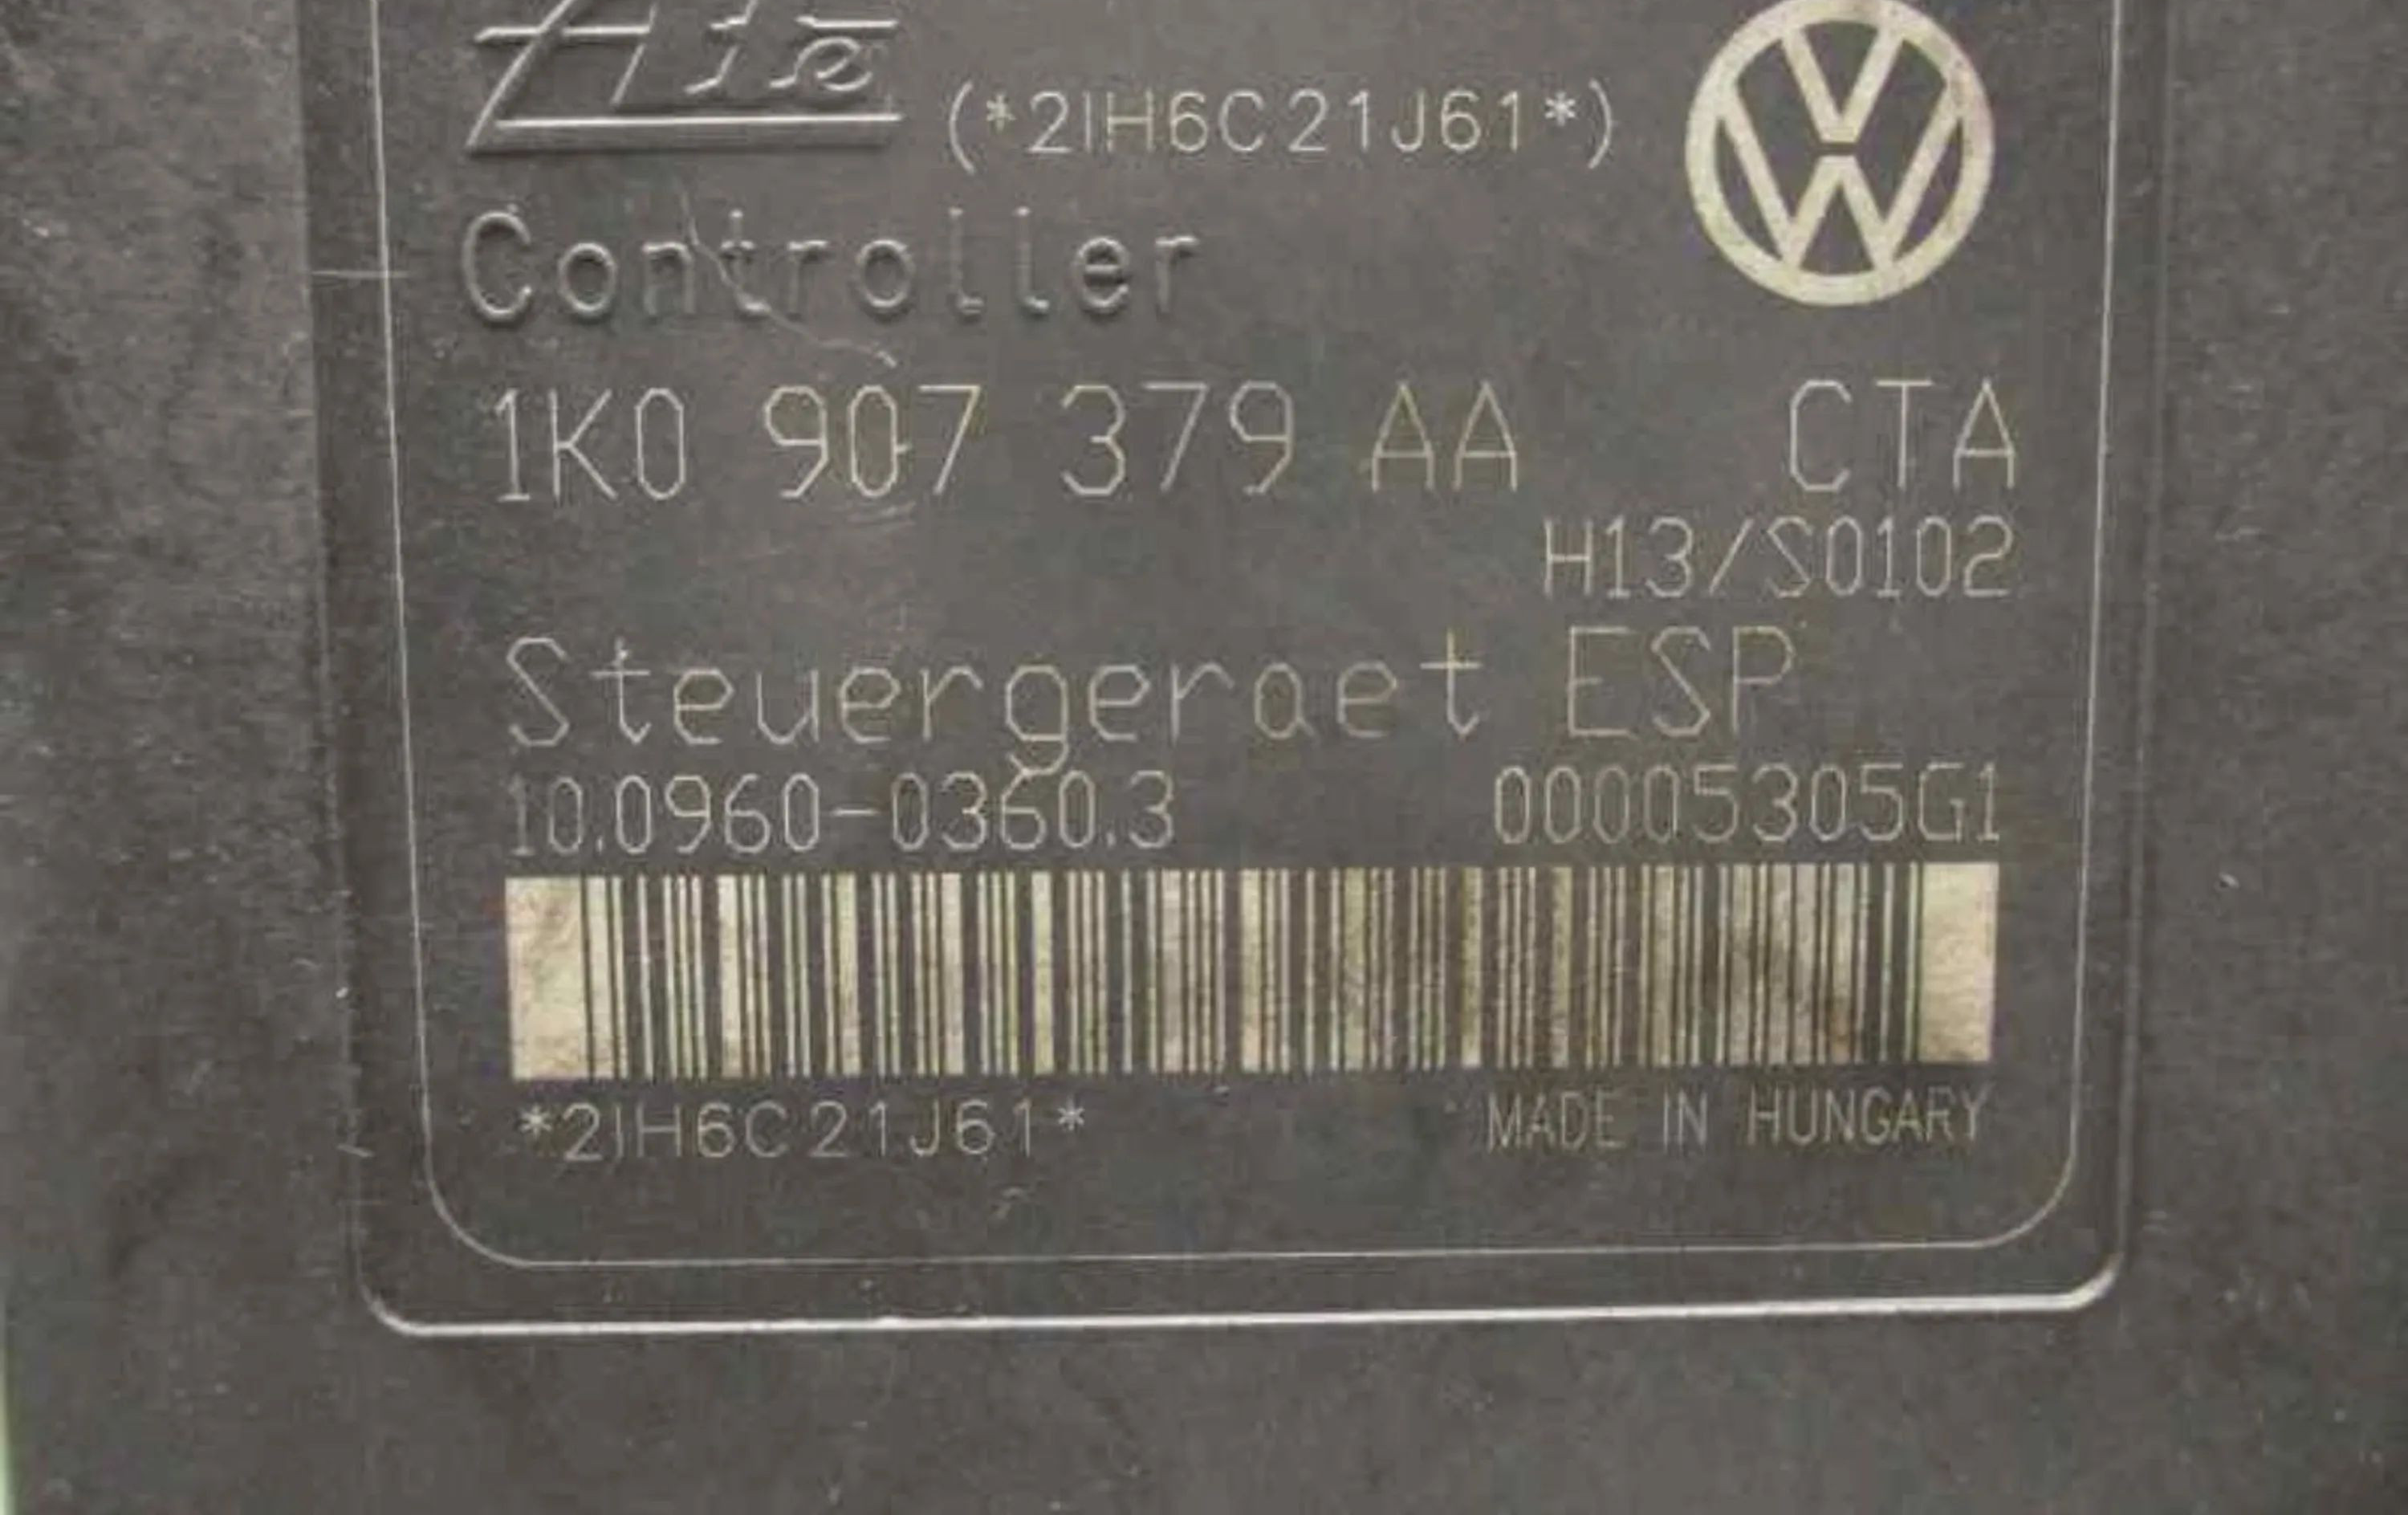 Ate (*2IH6C21J61*)
VW
Controller
1K0 907 379 AA CTA
H13/S0102
Steuergeraet ESP
10.0960-0360.3 00005305G1
*2IH6C21J61* MADE IN HUNGARY